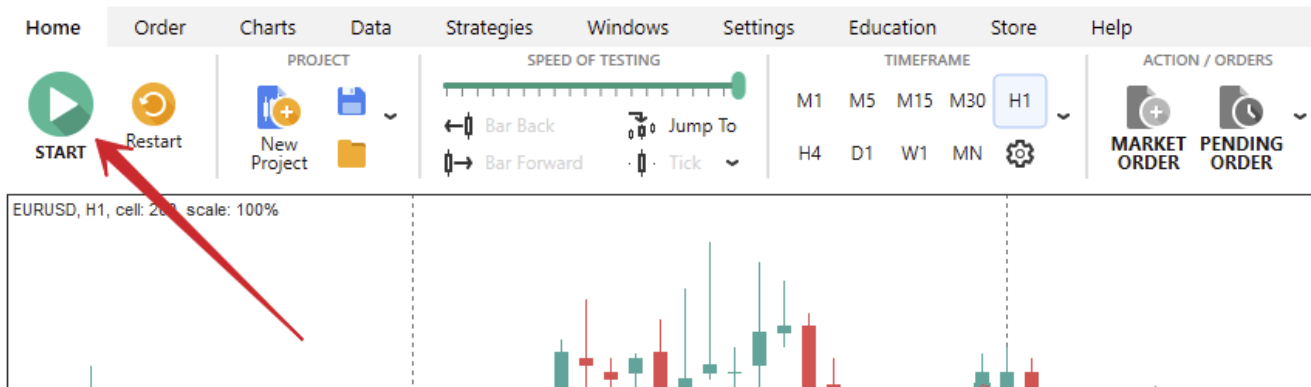 Home Order Charts Data Strategies Windows Settings Education Store Help
PROJECT SPEED OF TESTING TIMEFRAME ACTION / ORDERS
START
Restart
New
Project
Bar Back
Jump To
Bar Forward
Tick
M1 M5 M15 M30 H1
H4 D1 W1 MN
MARKET
ORDER
PENDING
ORDER
EURUSD, H1, cell: scale: 100%